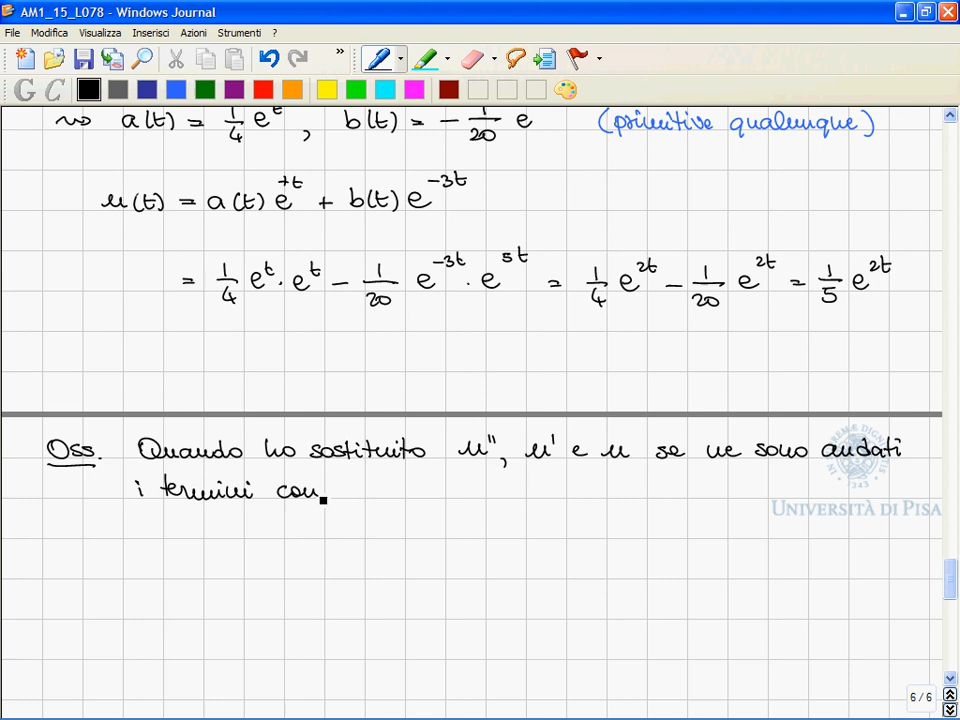 AM1_15_L078 - Windows Journal
File Modifica Visualizza Inserisci Azioni Strumenti ?
G C
⇝ a(t) = 1/4 e^t, b(t) = - 1/20 e (primitive qualunque)
u(t) = a(t) e^{+t} + b(t) e^{-3t}
= 1/4 e^t · e^t - 1/20 e^{-3t} · e^{5t} = 1/4 e^{2t} - 1/20 e^{2t} = 1/5 e^{2t}
Oss. Quando ho sostituito u'', u' e u se ne sono andati
i termini con
UNIVERSITÀ DI PISA
6 / 6